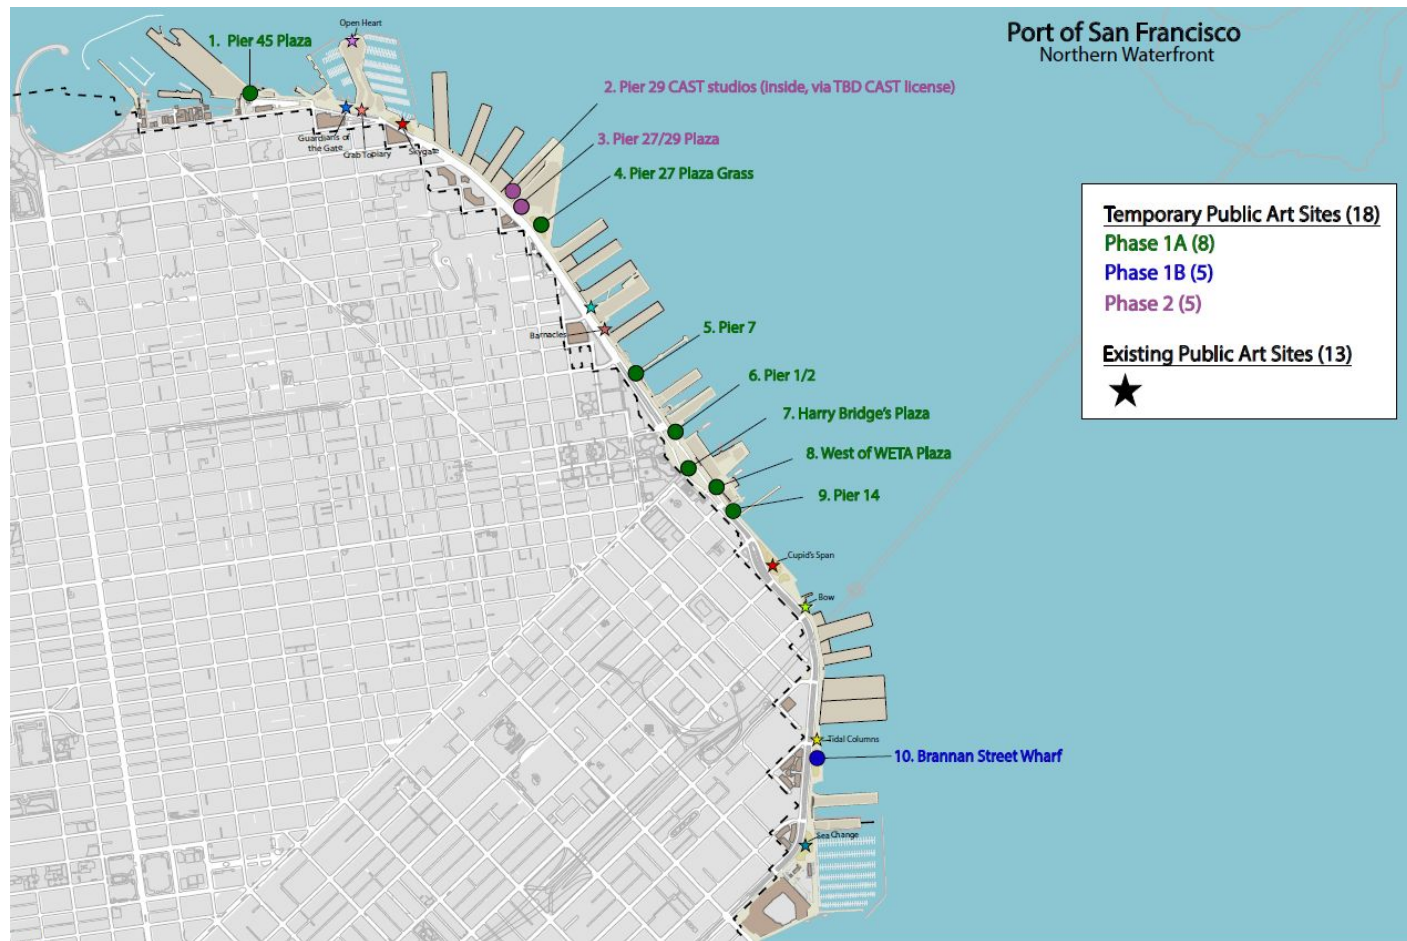 Port of San Francisco
Northern Waterfront
Open Heart
1. Pier 45 Plaza
2. Pier 29 CAST studios (inside, via TBD CAST license)
3. Pier 27/29 Plaza
4. Pier 27 Plaza Grass
Guardians of
the Gate
Crab Topiary
Skygate
Temporary Public Art Sites (18)
Phase 1A (8)
Phase 1B (5)
Phase 2 (5)
Existing Public Art Sites (13)
Barnacles
5. Pier 7
6. Pier 1/2
7. Harry Bridge's Plaza
8. West of WETA Plaza
9. Pier 14
Cupid's Span
Bow
Tidal Columns
10. Brannan Street Wharf
Sea Change